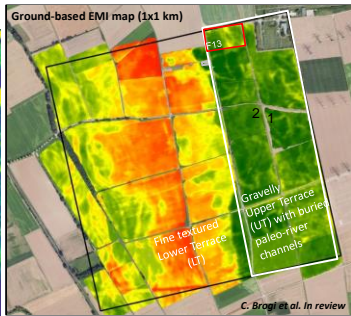 Ground-based EMI map (1x1 km)
F13
2 1
Gravelly
Upper Terrace
(UT) with buried
paleo-river
channels
Fine textured
Lower Terrace
(LT)
C. Brogi et al. In review